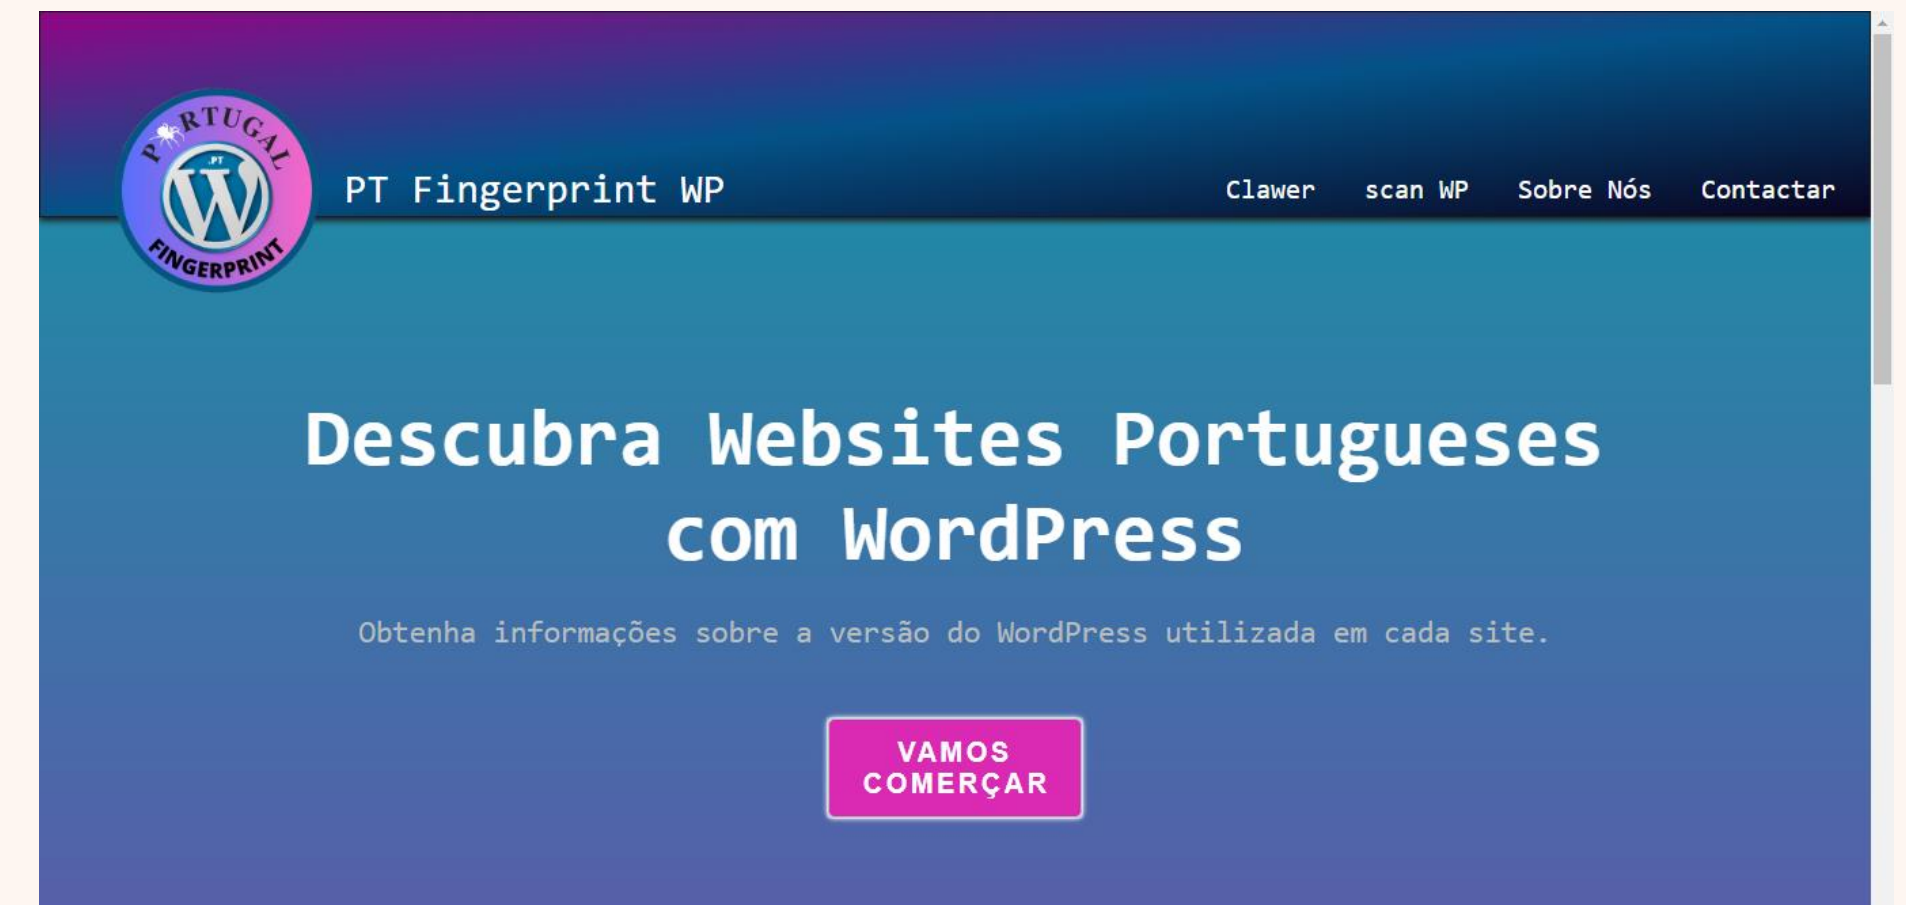 PORTUGAL
.PT
W
FINGERPRINT
PT Fingerprint WP
Clawer scan WP Sobre Nós Contactar
Descubra Websites Portugueses
com WordPress
Obtenha informações sobre a versão do WordPress utilizada em cada site.
VAMOS
COMERÇAR